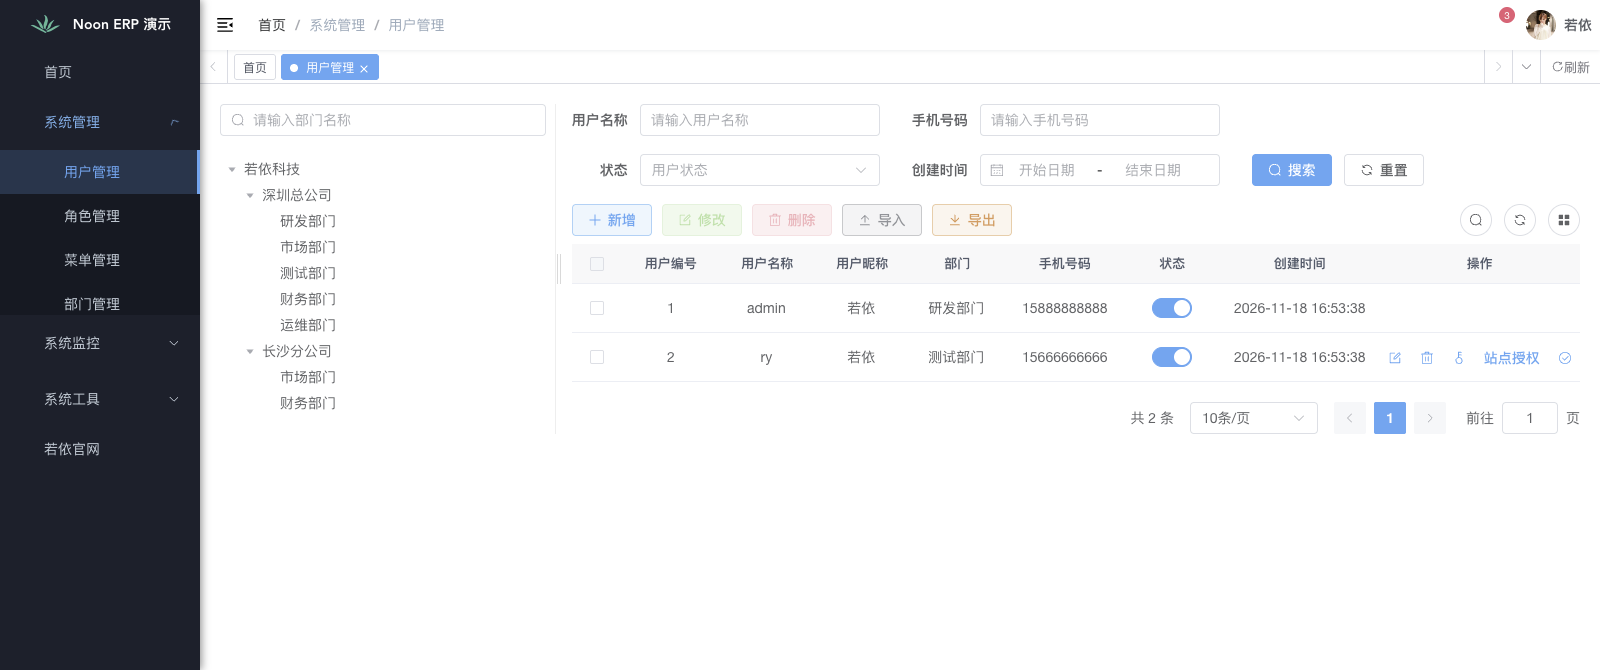 Noon ERP 演示
首页
系统管理
用户管理
角色管理
菜单管理
部门管理
系统监控
系统工具
若依官网
首页 / 系统管理 / 用户管理
3
若依
首页
用户管理
刷新
请输入部门名称
若依科技
深圳总公司
研发部门
市场部门
测试部门
财务部门
运维部门
长沙分公司
市场部门
财务部门
用户名称 请输入用户名称 手机号码 请输入手机号码
状态 用户状态 创建时间 开始日期 - 结束日期 搜索 重置
新增 修改 删除 导入 导出
用户编号 用户名称 用户昵称 部门 手机号码 状态 创建时间 操作
1 admin 若依 研发部门 15888888888 2026-11-18 16:53:38
2 ry 若依 测试部门 15666666666 2026-11-18 16:53:38 站点授权
共 2 条 10条/页 1 前往 1 页